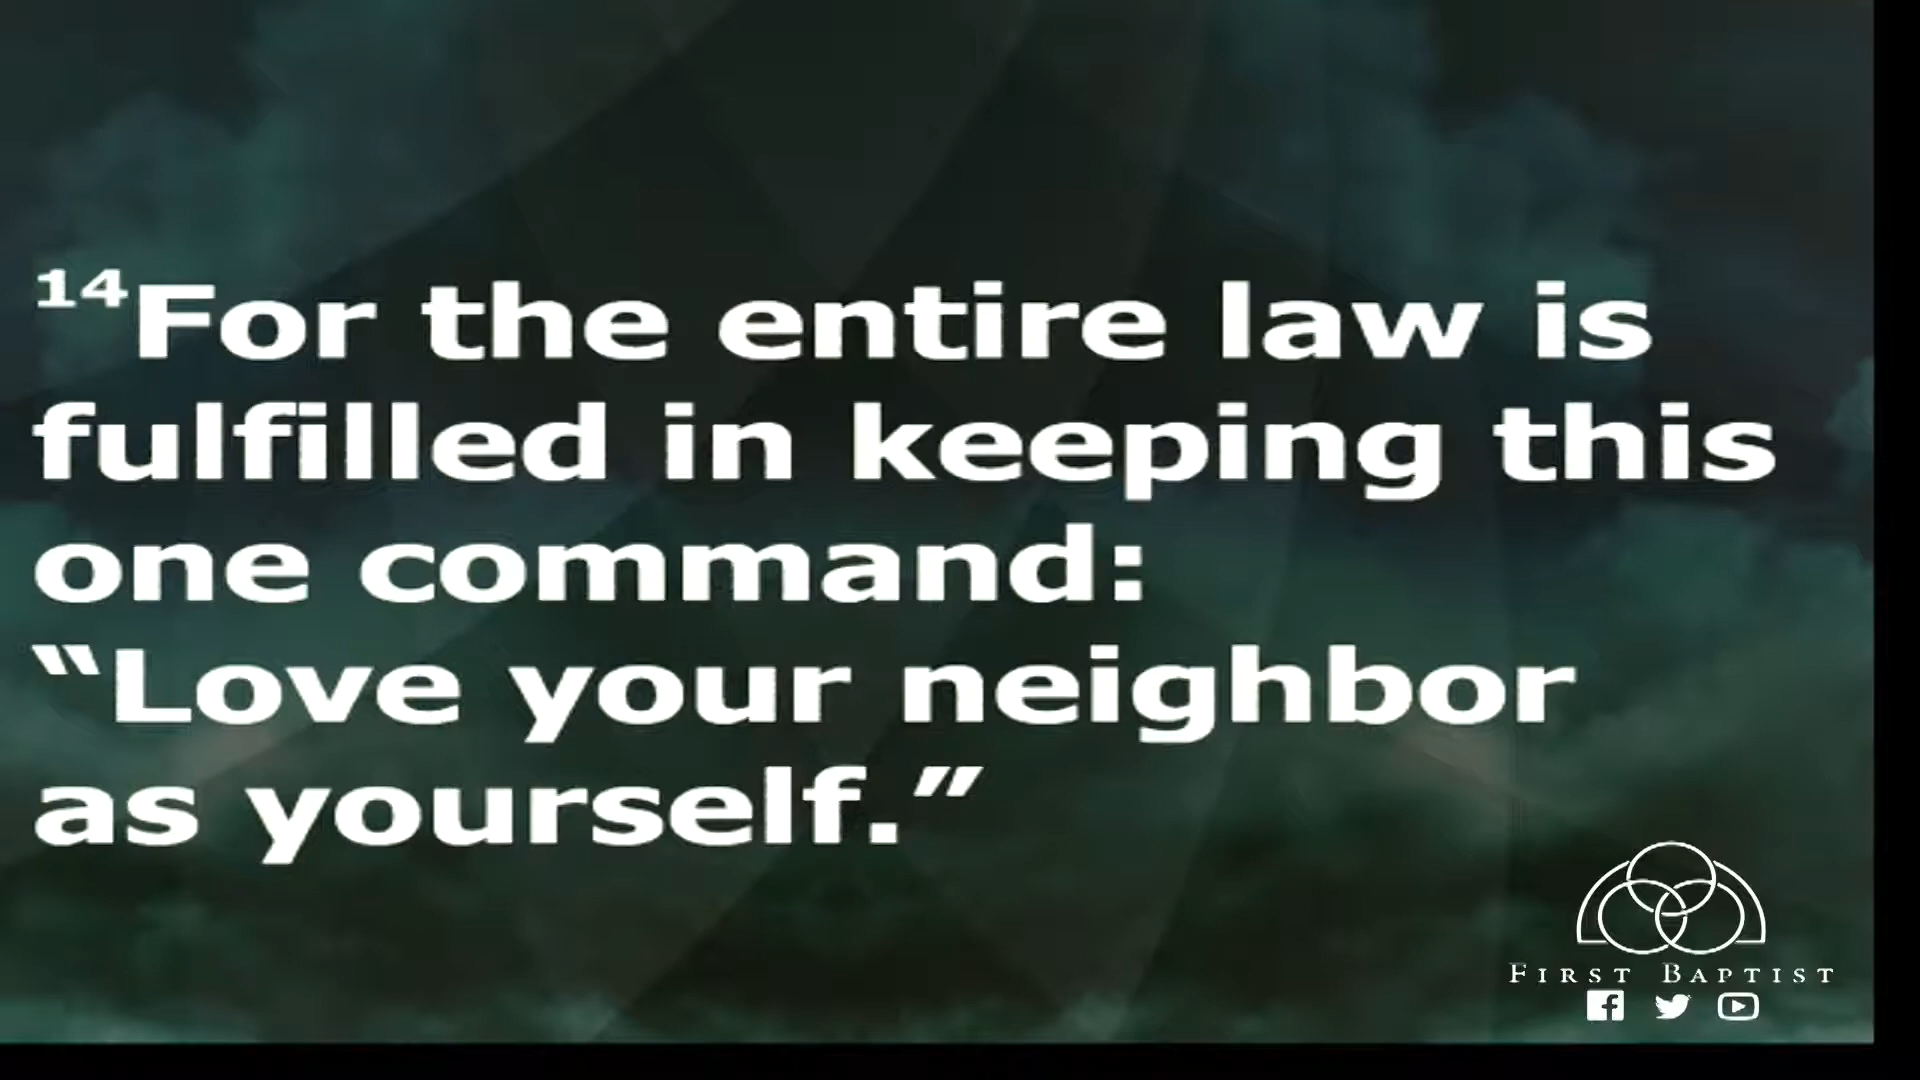 ¹⁴For the entire law is
fulfilled in keeping this
one command:
“Love your neighbor
as yourself.”
FIRST BAPTIST